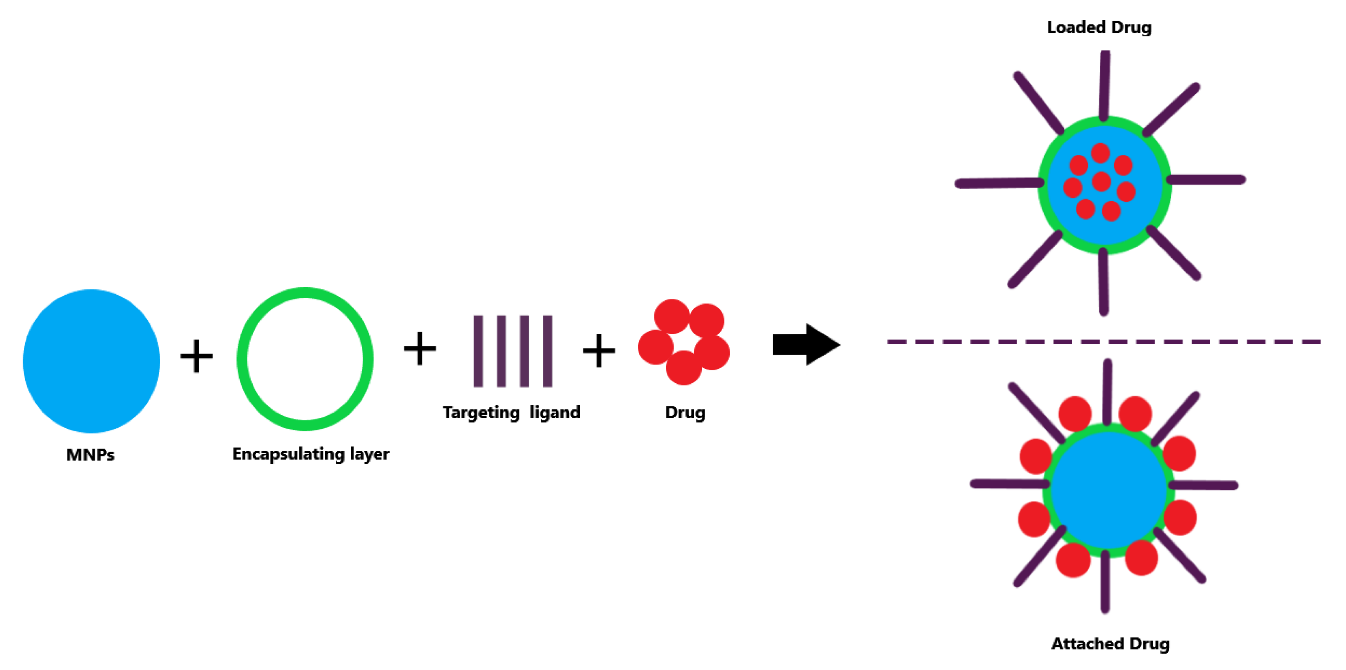 Loaded Drug
MNPs
+
Encapsulating layer
+
Targeting ligand
+
Drug
Attached Drug